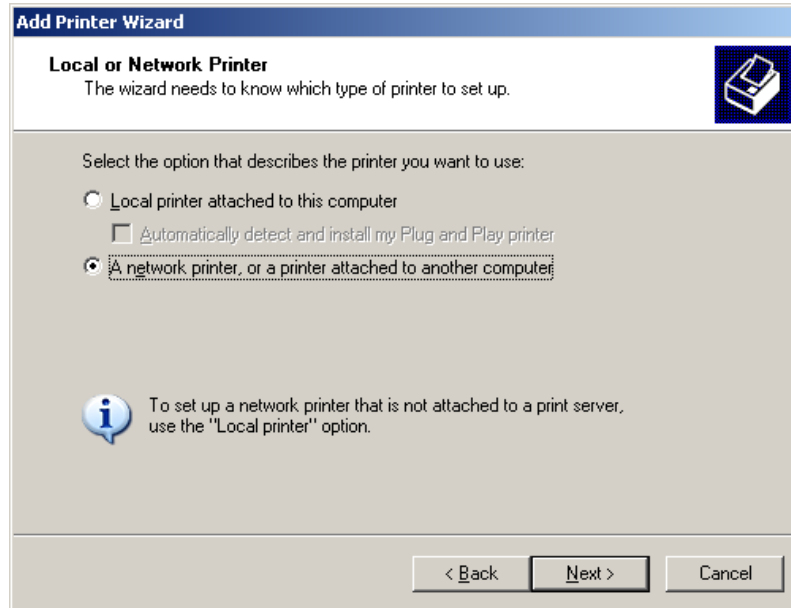 Add Printer Wizard
Local or Network Printer
The wizard needs to know which type of printer to set up.
Select the option that describes the printer you want to use:
Local printer attached to this computer
Automatically detect and install my Plug and Play printer
A network printer, or a printer attached to another computer
To set up a network printer that is not attached to a print server,
use the "Local printer" option.
< Back Next > Cancel